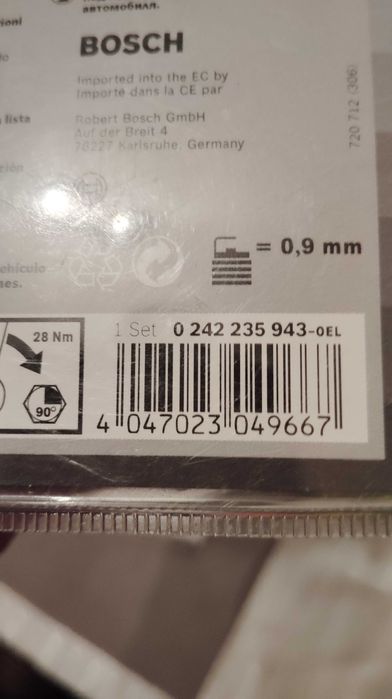 автомобиля.
BOSCH
Imported into the EC by
Importé dans la CE par
Robert Bosch GmbH
Auf der Breit 4
76227 Karlsruhe, Germany
720 712 (306)
lista
= 0,9 mm
28 Nm
90°
1 Set 0 242 235 943-0EL
4 047023 049667